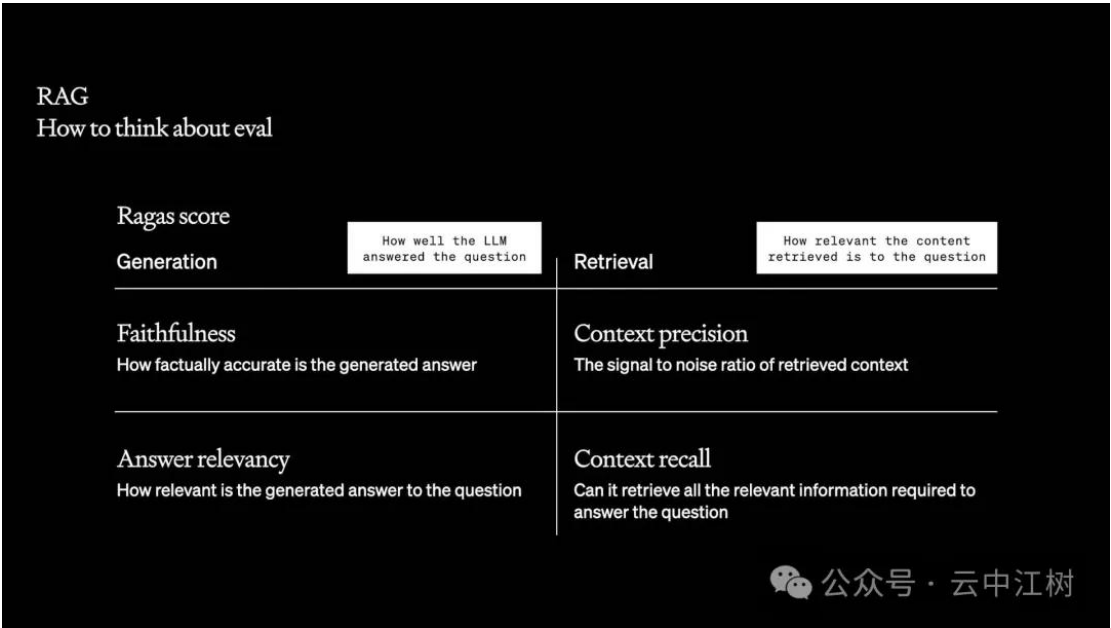 RAG
How to think about eval
Ragas score
Generation
How well the LLM
answered the question
Retrieval
How relevant the content
retrieved is to the question
Faithfulness
How factually accurate is the generated answer
Context precision
The signal to noise ratio of retrieved context
Answer relevancy
How relevant is the generated answer to the question
Context recall
Can it retrieve all the relevant information required to
answer the question
公众号 · 云中江树